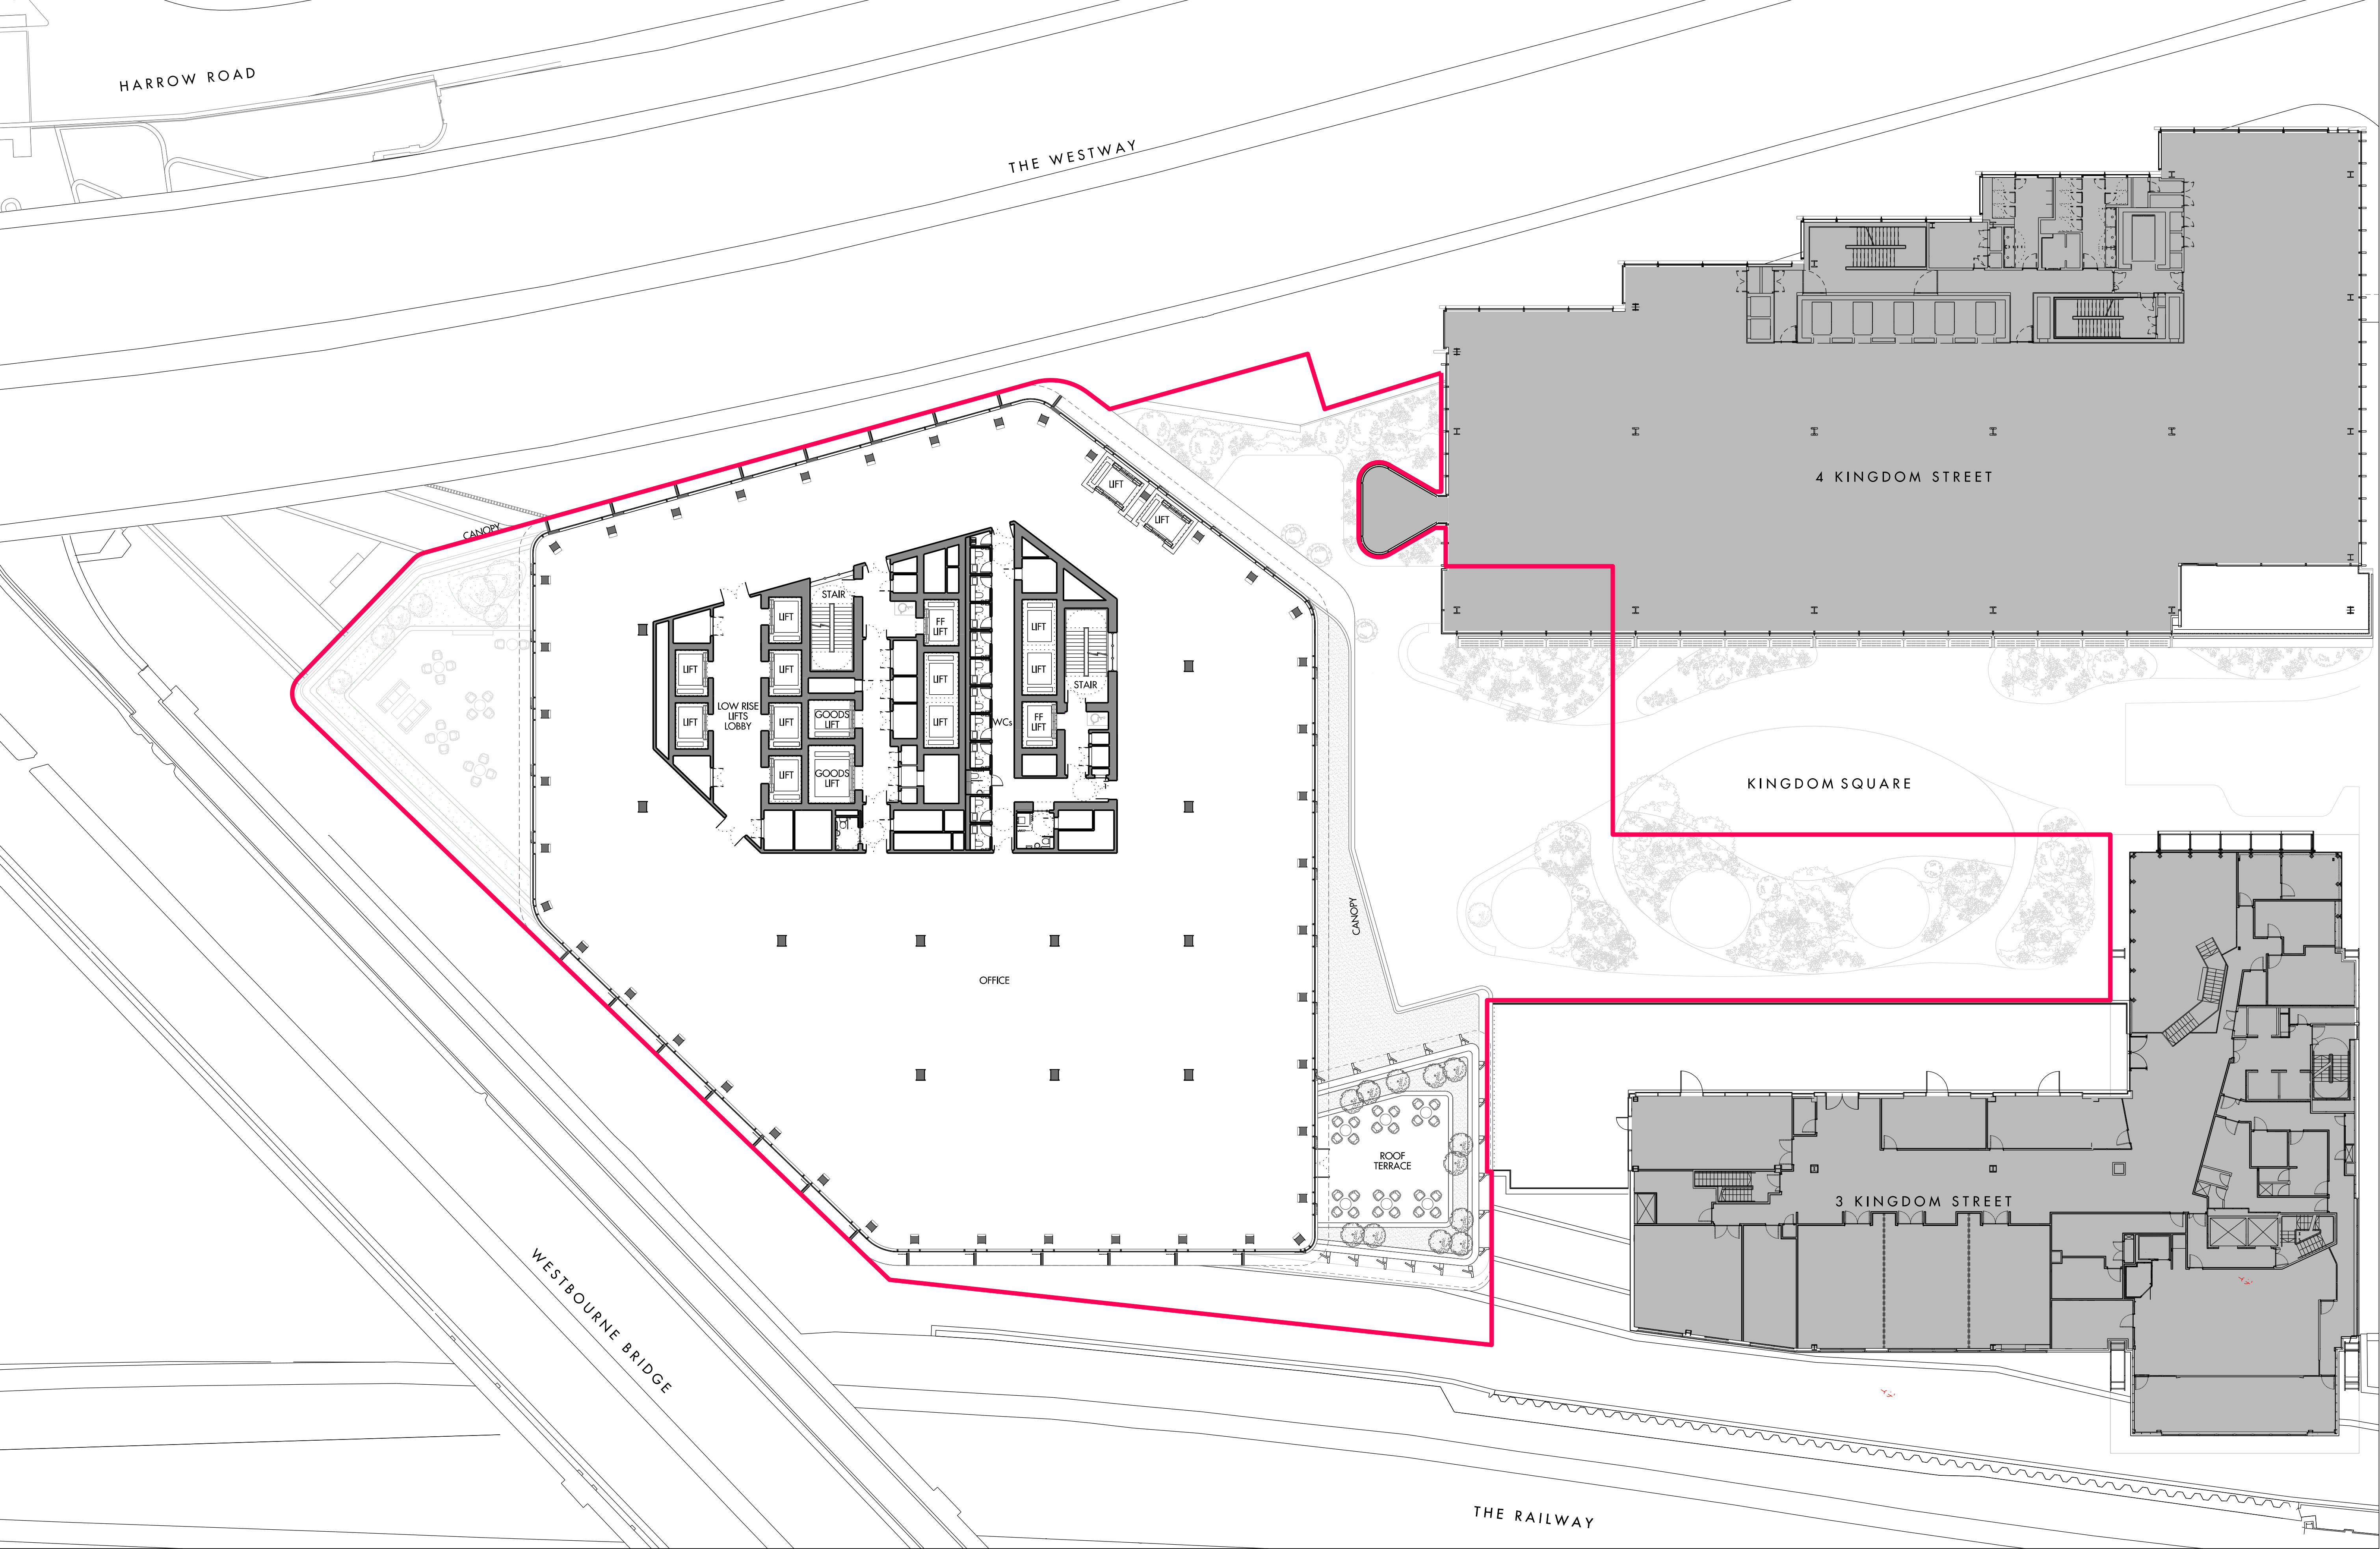 HARROW ROAD
THE WESTWAY
4 KINGDOM STREET
LIFT
LIFT
CANOPY
STAIR
LIFT
FF
LIFT
LIFT
LIFT
LIFT
LIFT
LIFT
STAIR
LOW RISE
LIFTS
LOBBY
LIFT
LIFT
GOODS
LIFT
LIFT
WCs
FF
LIFT
LIFT
GOODS
LIFT
KINGDOM SQUARE
CANOPY
OFFICE
ROOF
TERRACE
3 KINGDOM STREET
WESTBOURNE BRIDGE
THE RAILWAY